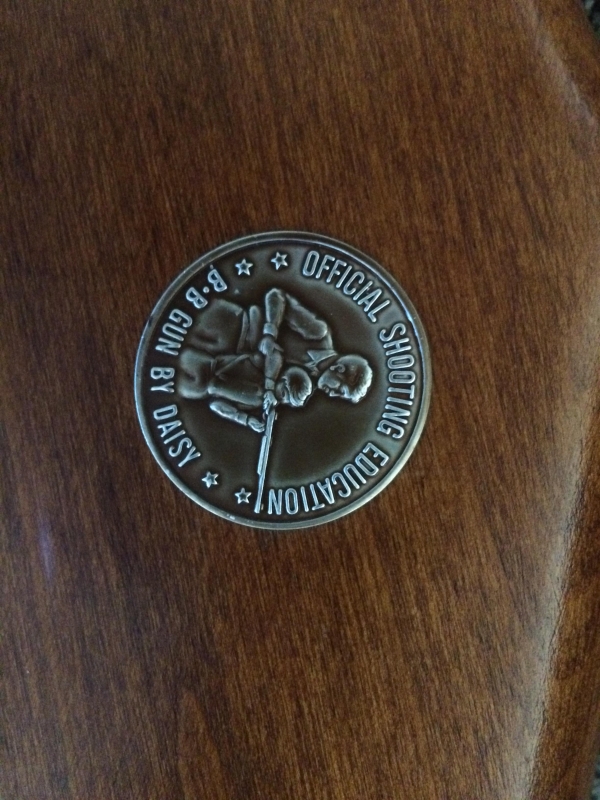 OFFICIAL SHOOTING EDUCATION
B·B GUN BY DAISY